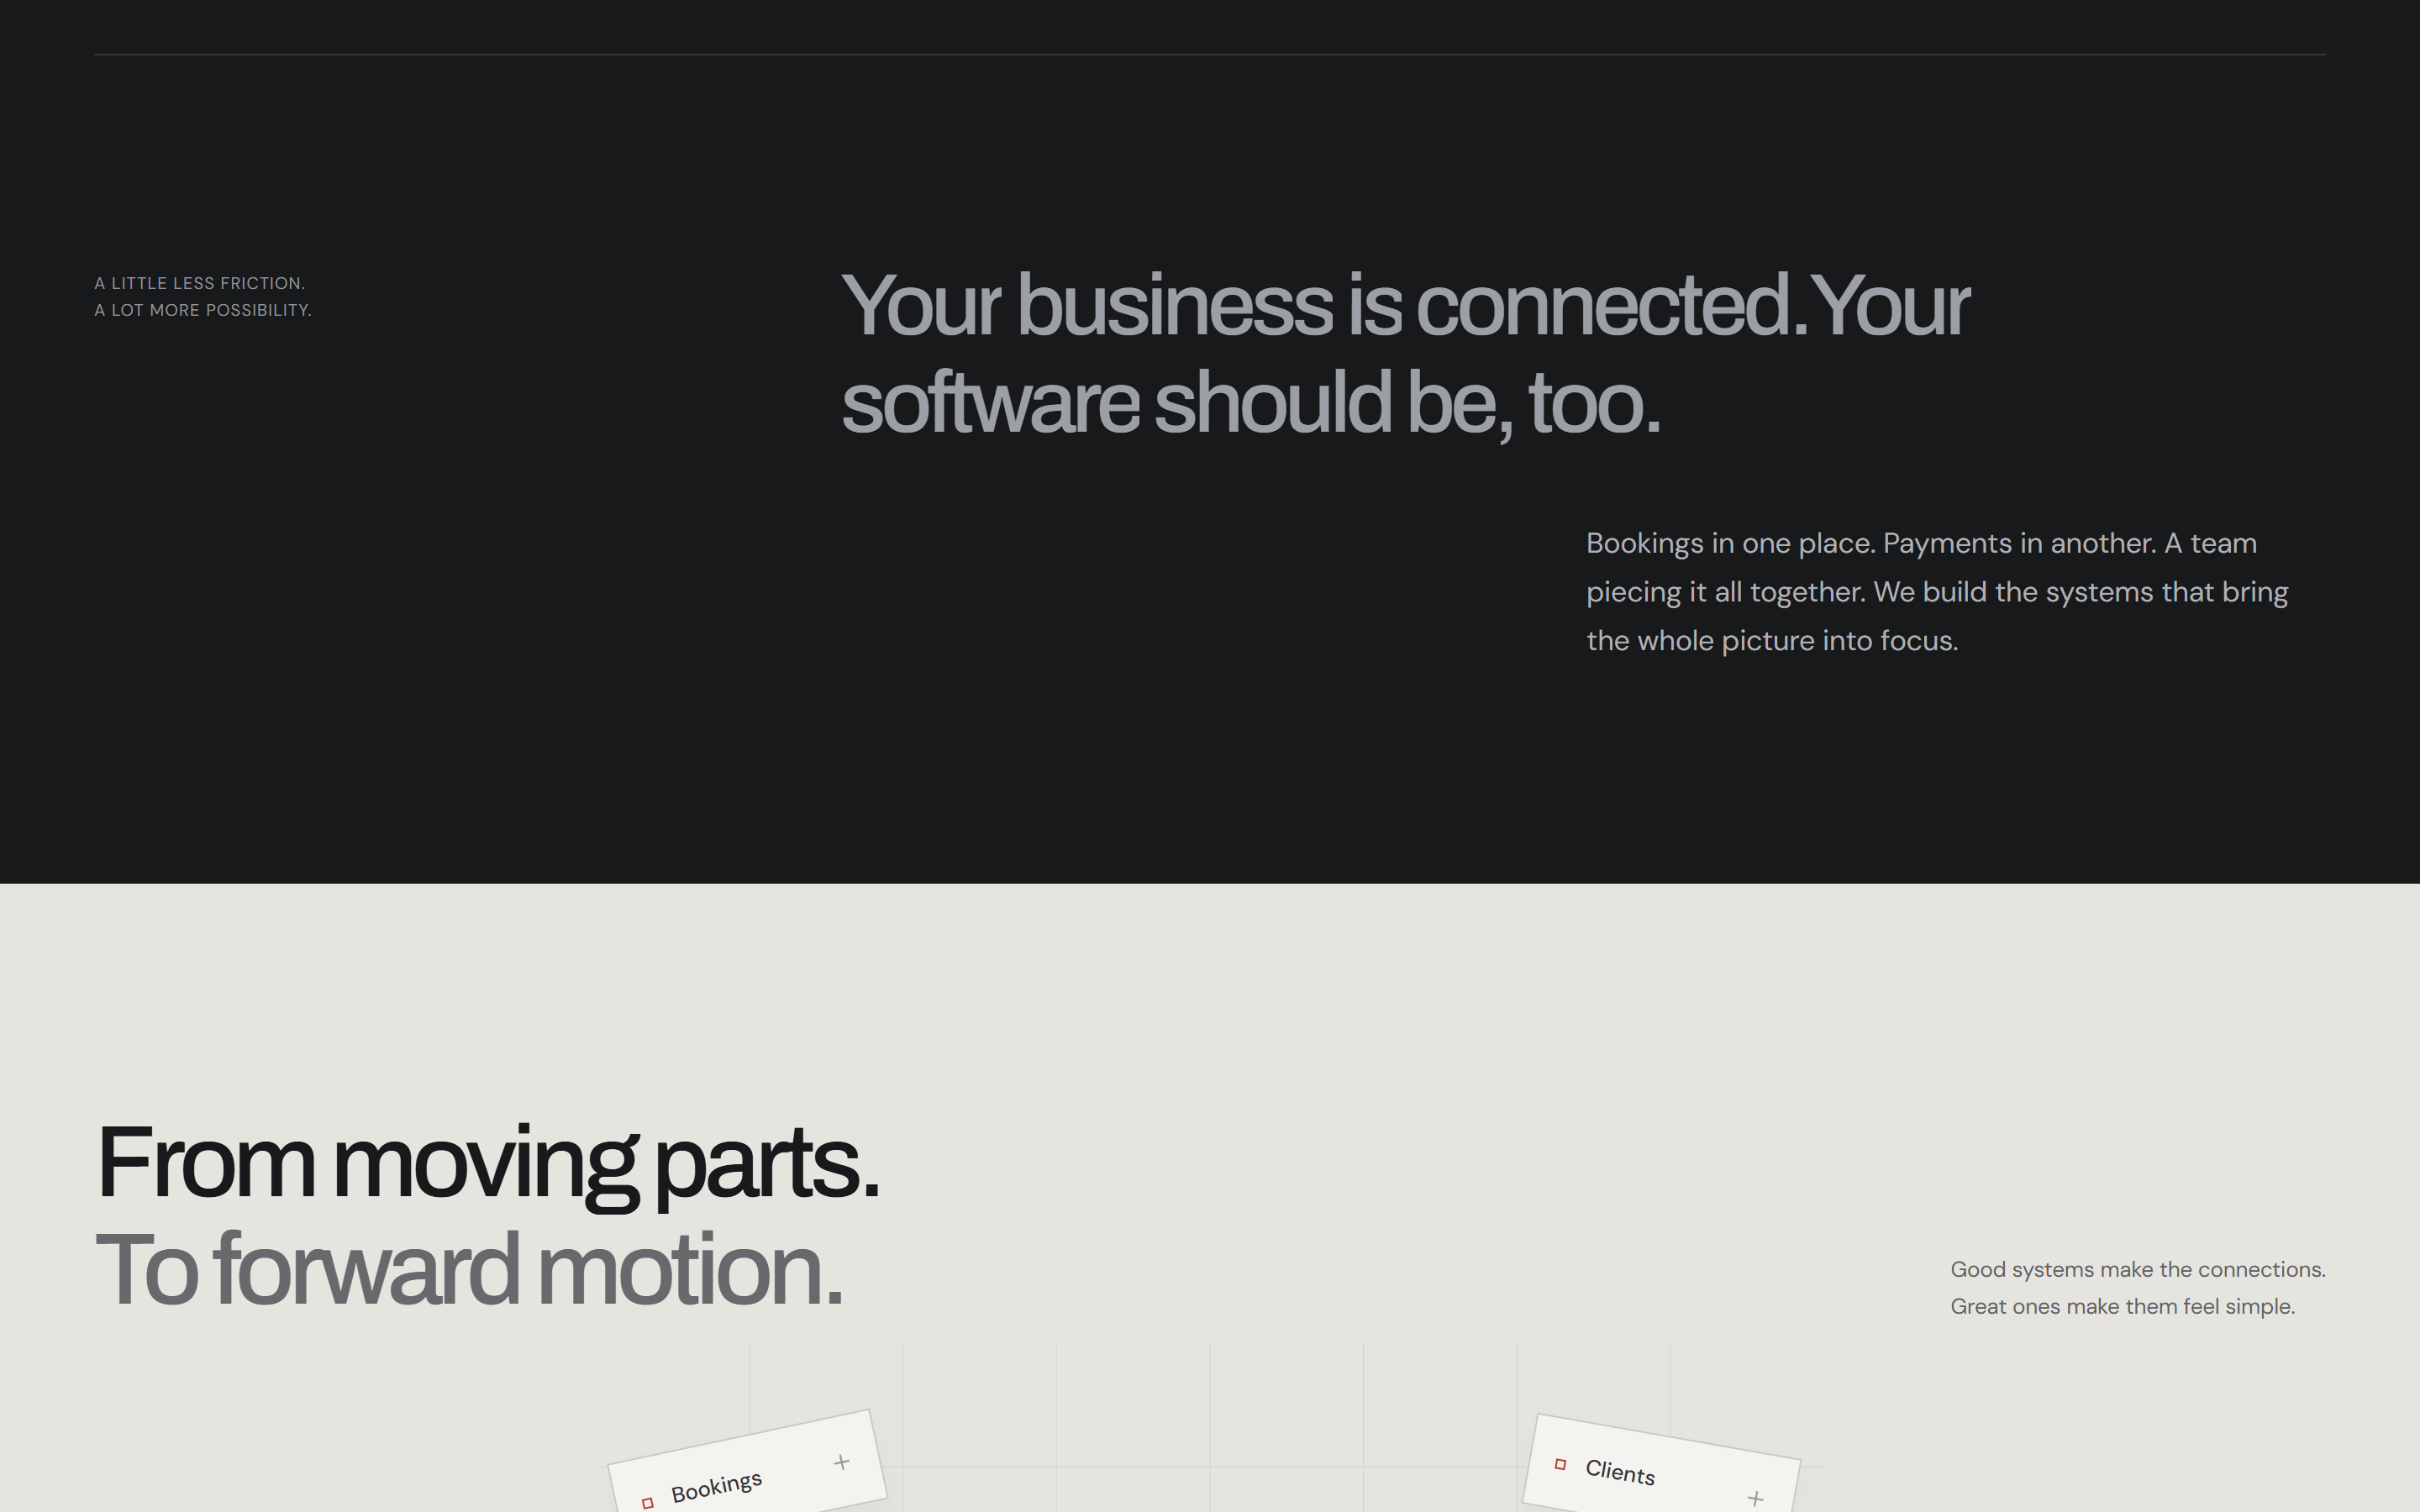 A LITTLE LESS FRICTION.
A LOT MORE POSSIBILITY.
Your business is connected. Your
software should be, too.
Bookings in one place. Payments in another. A team
piecing it all together. We build the systems that bring
the whole picture into focus.
From moving parts.
To forward motion.
Good systems make the connections.
Great ones make them feel simple.
Bookings
Clients